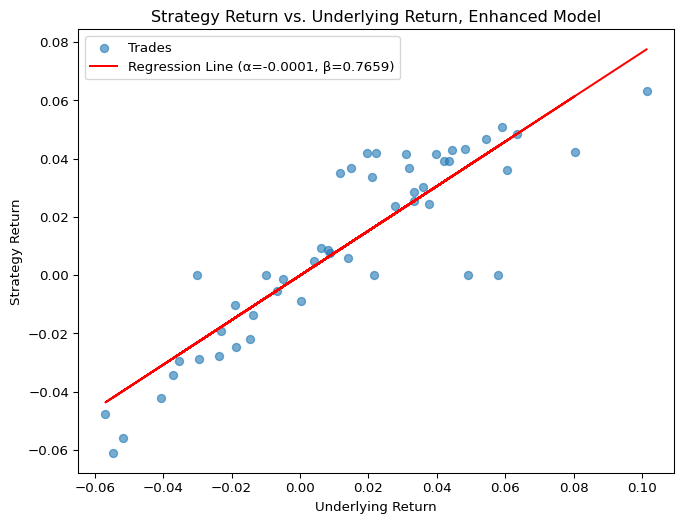 Strategy Return vs. Underlying Return, Enhanced Model
Trades
Regression Line (α=-0.0001, β=0.7659)
0.08
0.06
0.04
0.02
0.00
−0.02
−0.04
−0.06
Strategy Return
−0.06 −0.04 −0.02 0.00 0.02 0.04 0.06 0.08 0.10
Underlying Return